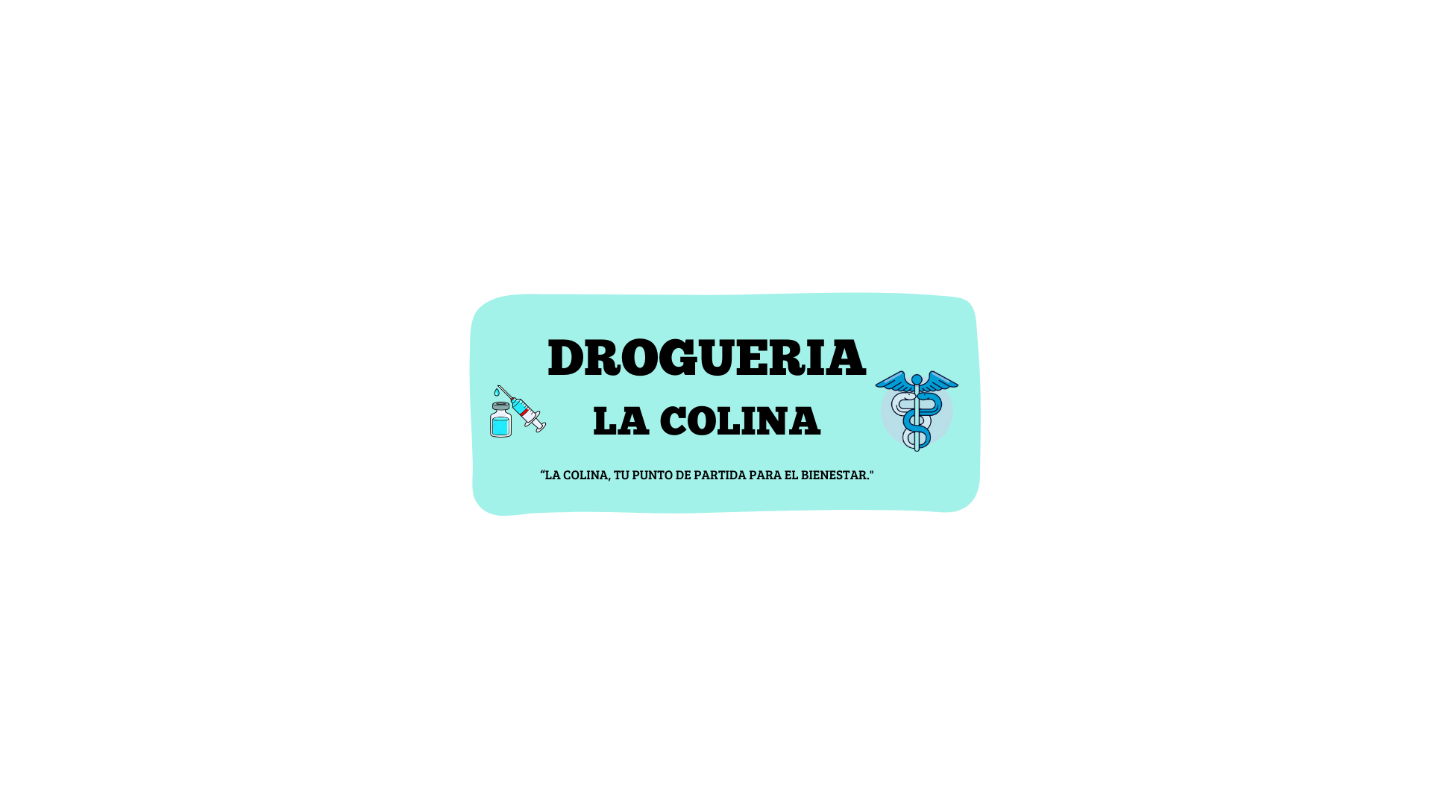 DROGUERIA
LA COLINA
“LA COLINA, TU PUNTO DE PARTIDA PARA EL BIENESTAR."